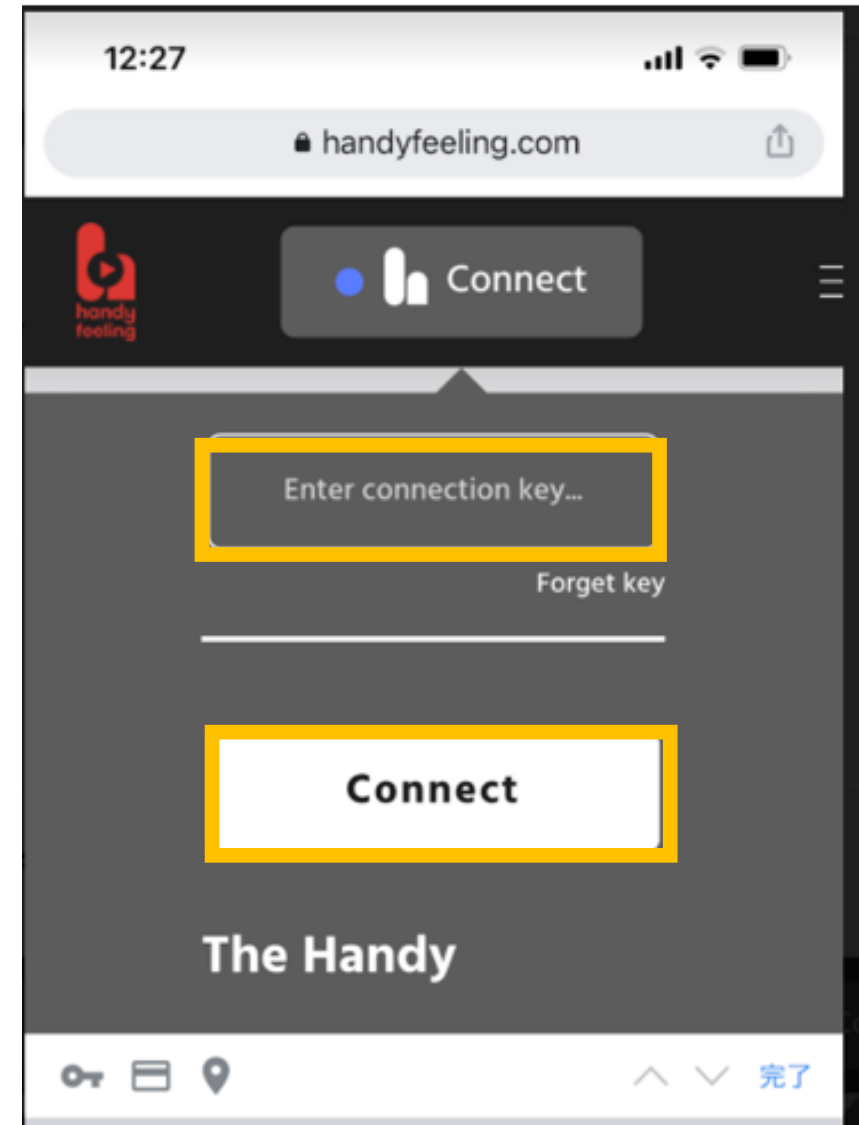 12:27
handyfeeling.com
handy
feeling
Connect
Enter connection key...
Forget key
Connect
The Handy
完了